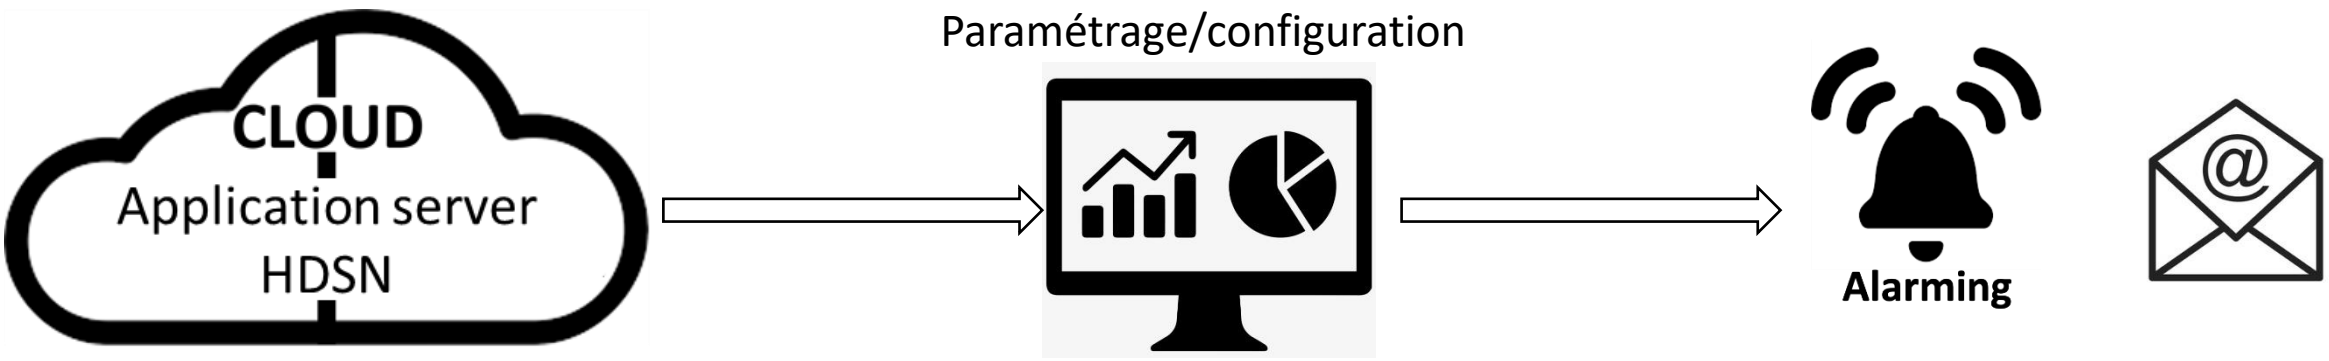 Paramétrage/configuration
CLOUD
Application server
HDSN
@
Alarming